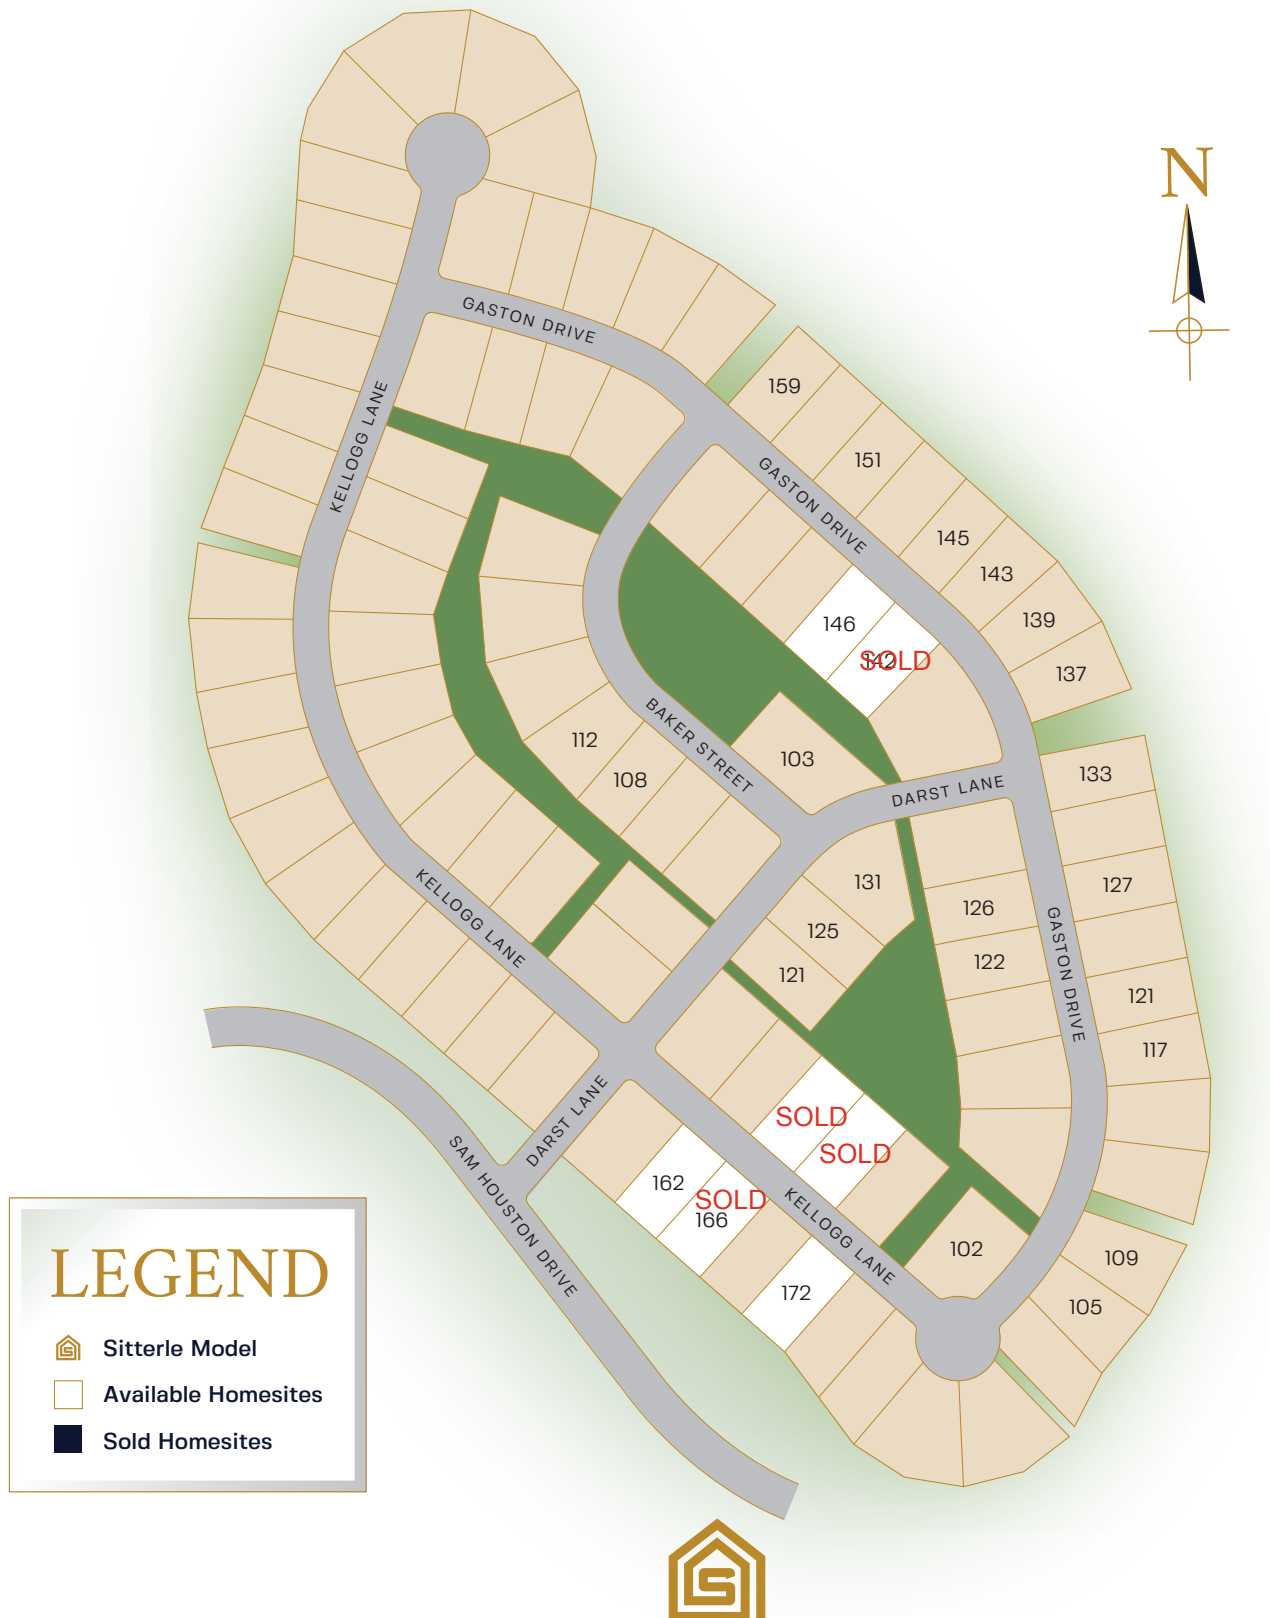 N
GASTON DRIVE
159
KELLOGG LANE
151
GASTON DRIVE
145
143
146
139
142
SOLD
137
BAKER STREET
112
103
133
108
DARST LANE
131
127
126
125
GASTON DRIVE
KELLOGG LANE
122
121
121
117
DARST LANE
SOLD
SOLD
SAM HOUSTON DRIVE
162
SOLD
166
KELLOGG LANE
102
109
172
105
LEGEND
Sitterle Model
Available Homesites
Sold Homesites